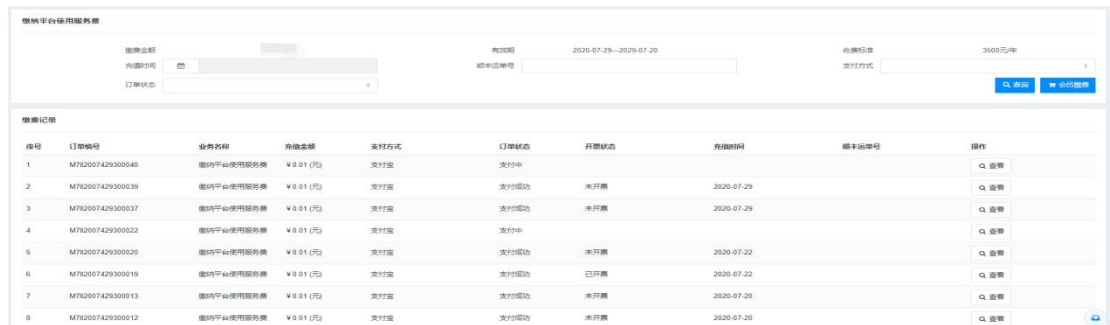 缴纳平台使用服务费
缴费金额 有效期 2020-07-29---2029-07-20 收费标准 3500元/年
充值时间 顺丰运单号 支付方式
订单状态 查询 会员缴费
缴费记录
序号 订单编号 业务名称 充值金额 支付方式 订单状态 开票状态 充值时间 顺丰运单号 操作
1 M7II2007429300040 缴纳平台使用服务费 ¥0.01 (元) 支付宝 支付中 查看
2 M7II2007429300039 缴纳平台使用服务费 ¥0.01 (元) 支付宝 支付成功 未开票 2020-07-29 查看
3 M7II2007429300037 缴纳平台使用服务费 ¥0.01 (元) 支付宝 支付成功 未开票 2020-07-29 查看
4 M7II2007429300022 缴纳平台使用服务费 ¥0.01 (元) 支付宝 支付中 查看
5 M7II2007429300020 缴纳平台使用服务费 ¥0.01 (元) 支付宝 支付成功 未开票 2020-07-22 查看
6 M7II2007429300019 缴纳平台使用服务费 ¥0.01 (元) 支付宝 支付成功 已开票 2020-07-22 查看
7 M7II2007429300013 缴纳平台使用服务费 ¥0.01 (元) 支付宝 支付成功 未开票 2020-07-20 查看
8 M7II2007429300012 缴纳平台使用服务费 ¥0.01 (元) 支付宝 支付成功 未开票 2020-07-20 查看